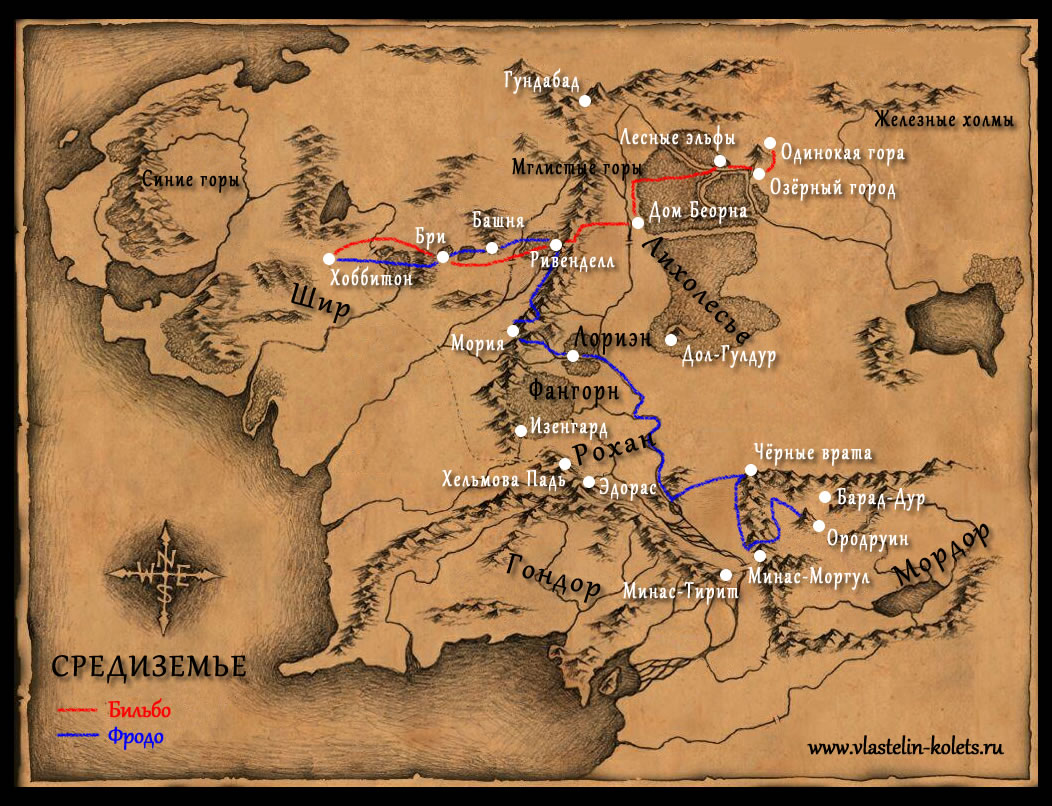 Гундабад
Железные холмы
Лесные эльфы
Одинокая гора
Мглистые горы
Синие горы
Озёрный город
Дом Беорна
Башня
Бри
Ривенделл
Хоббитон
Шир
Лихолесье
Мория
Лориэн
Дол-Гулдур
Фангорн
Изенгард
Рохан
Чёрные врата
Хельмова Падь
Эдорас
Барад-Дур
Ородруин
Мордор
N
W E
S
Гондор
Минас-Моргул
Минас-Тирит
СРЕДИЗЕМЬЕ
Бильбо
Фродо
www.vlastelin-kolets.ru